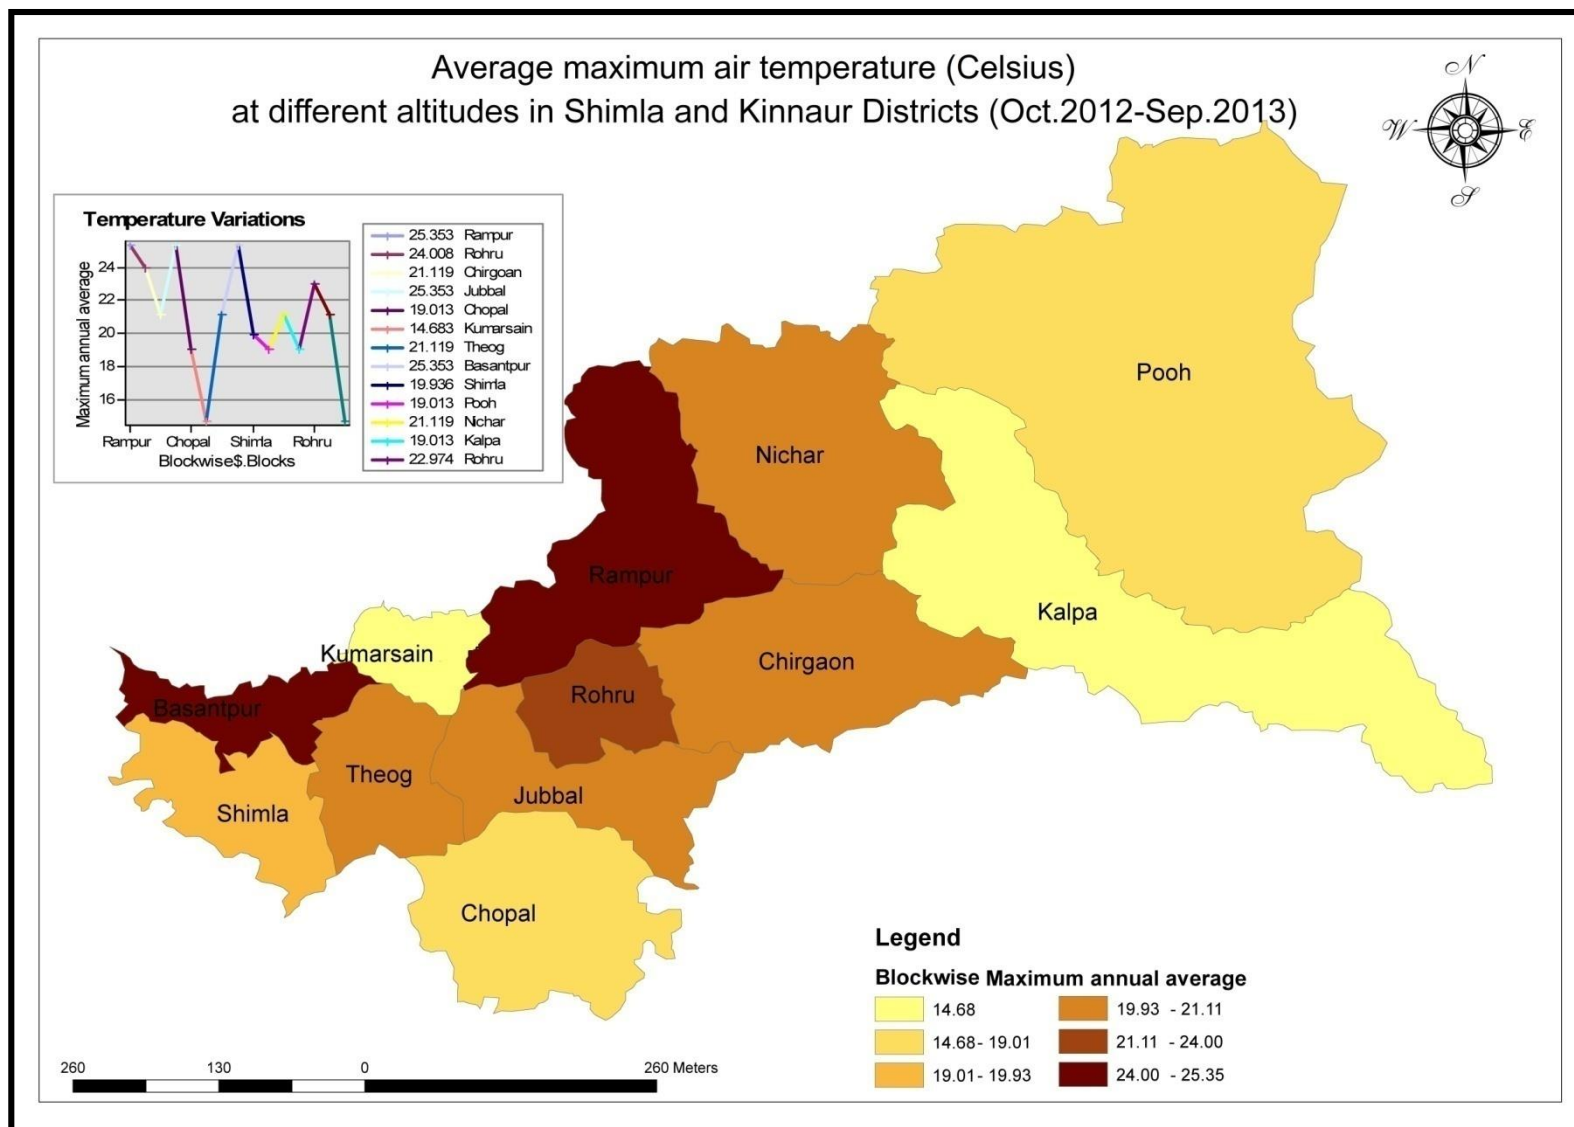 Average maximum air temperature (Celsius)
at different altitudes in Shimla and Kinnaur Districts (Oct.2012-Sep.2013)
N
W
E
S
Temperature Variations
Maximum annual average
24
22
20
18
16
Rampur Chopal Shimla Rohru
Blockwise$.Blocks
25.353 Rampur
24.008 Rohru
21.119 Chirgoan
25.353 Jubbal
19.013 Chopal
14.683 Kumarsain
21.119 Theog
25.353 Basantpur
19.936 Shimla
19.013 Pooh
21.119 Nichar
19.013 Kalpa
22.974 Rohru
Pooh
Nichar
Rampur
Kalpa
Kumarsain
Chirgaon
Rohru
Basantpur
Theog
Jubbal
Shimla
Chopal
Legend
Blockwise Maximum annual average
14.68
14.68- 19.01
19.01- 19.93
19.93 - 21.11
21.11 - 24.00
24.00 - 25.35
260 130 0 260 Meters